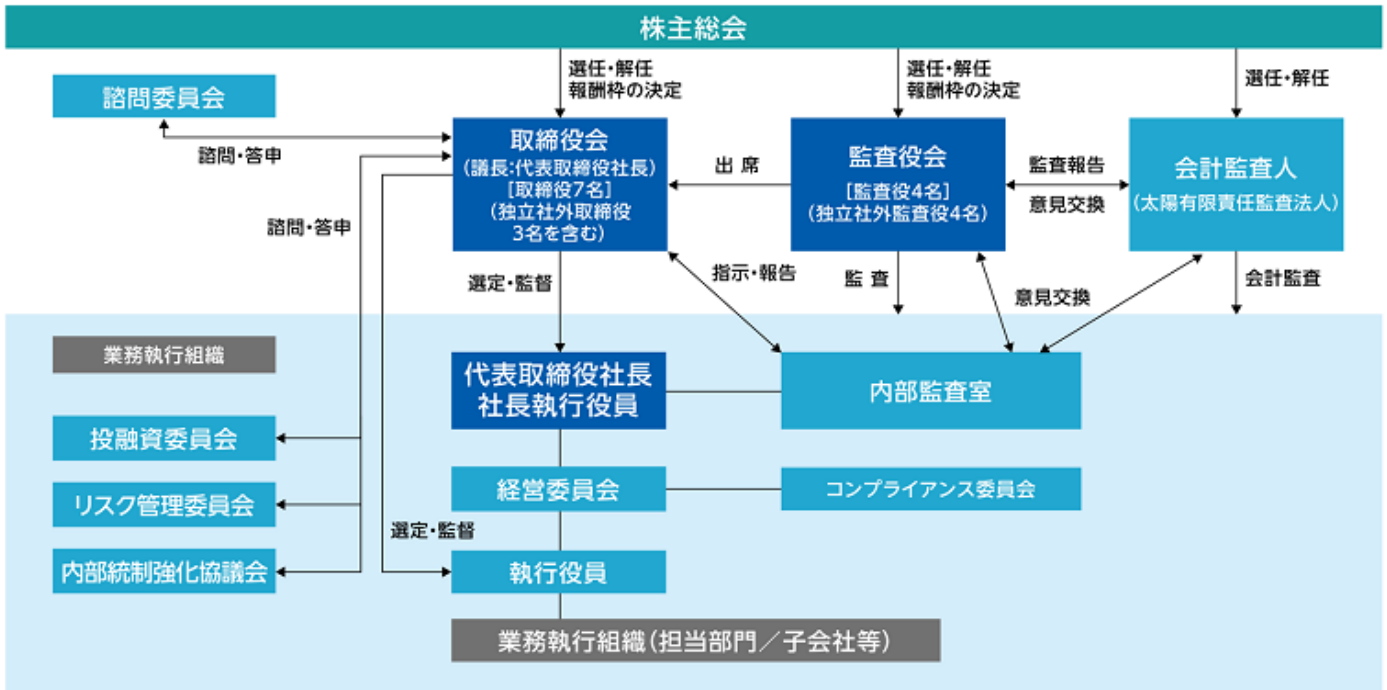 株主総会
選任・解任
報酬枠の決定
選任・解任
報酬枠の決定
選任・解任
諮問委員会
諮問・答申
取締役会
(議長:代表取締役社長)
[取締役7名]
(独立社外取締役
3名を含む)
出 席
監査役会
[監査役4名]
(独立社外監査役4名)
監査報告
意見交換
会計監査人
(太陽有限責任監査法人)
諮問・答申
選定・監督
指示・報告
監 査
意見交換
会計監査
業務執行組織
代表取締役社長
社長執行役員
内部監査室
投融資委員会
リスク管理委員会
内部統制強化協議会
経営委員会
コンプライアンス委員会
選定・監督
執行役員
業務執行組織(担当部門/子会社等)